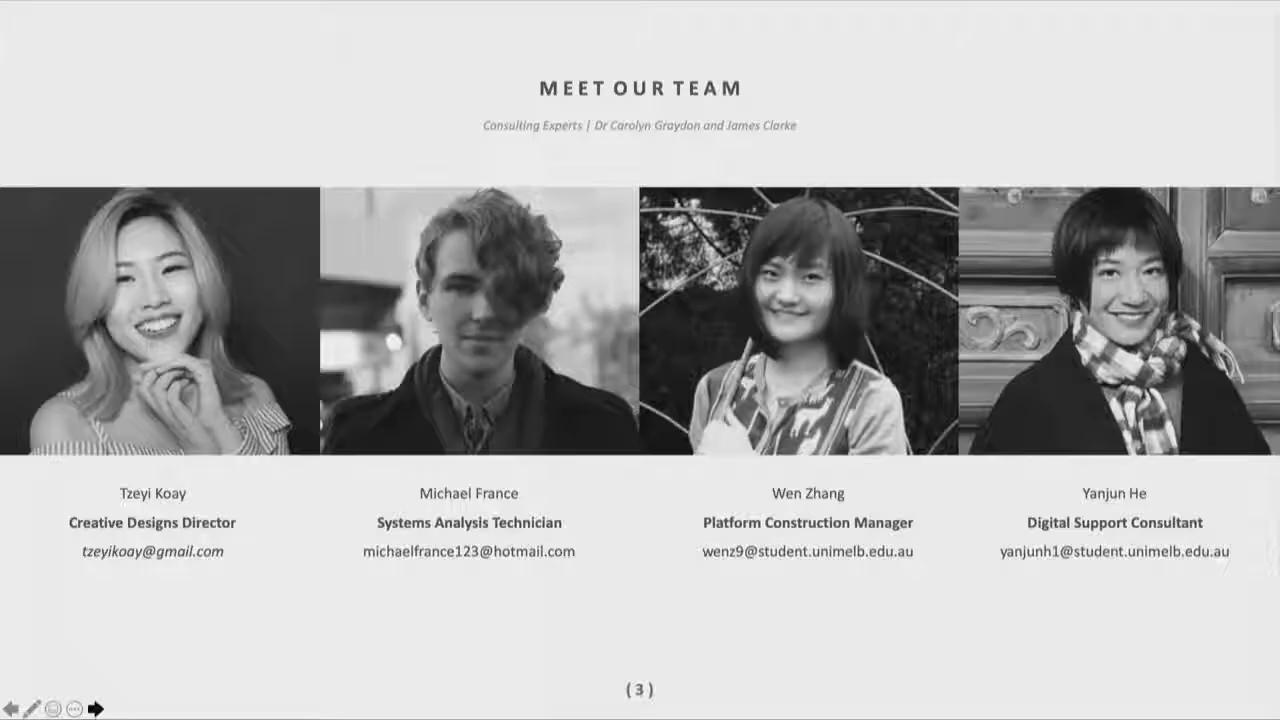 MEET OUR TEAM
Consulting Experts | Dr Carolyn Graydon and James Clarke
Tzeyi Koay
Creative Designs Director
tzeyikoay@gmail.com
Michael France
Systems Analysis Technician
michaelfrance123@hotmail.com
Wen Zhang
Platform Construction Manager
wenz9@student.unimelb.edu.au
Yanjun He
Digital Support Consultant
yanjunh1@student.unimelb.edu.au
( 3 )